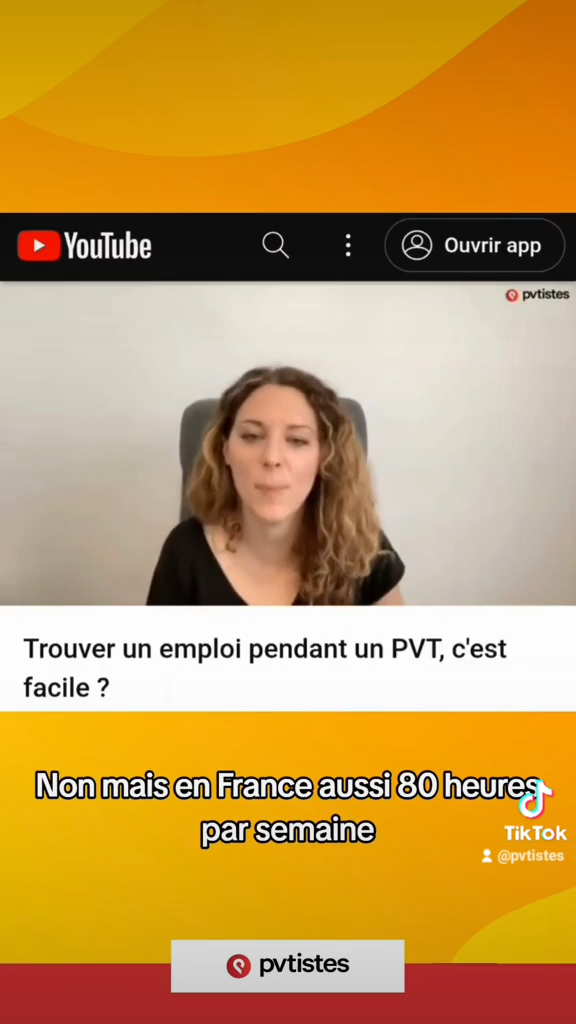 YouTube
Ouvrir app
pvtistes
Trouver un emploi pendant un PVT, c'est
facile ?
Non mais en France aussi 80 heures
par semaine
TikTok
@pvtistes
pvtistes